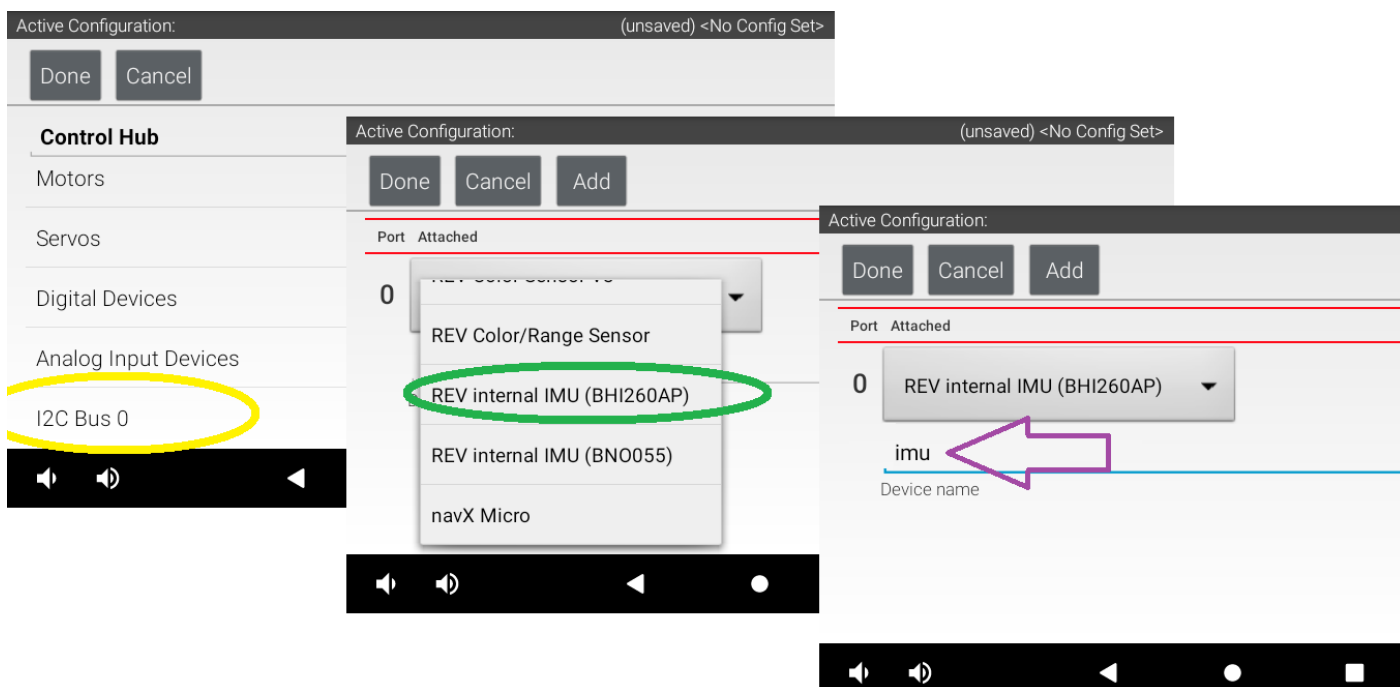 Active Configuration: (unsaved) <No Config Set>
Done Cancel
Control Hub
Motors
Servos
Digital Devices
Analog Input Devices
I2C Bus 0
Active Configuration: (unsaved) <No Config Set>
Done Cancel Add
Port Attached
0
REV Color/Range Sensor
REV internal IMU (BHI260AP)
REV internal IMU (BNO055)
navX Micro
Active Configuration:
Done Cancel Add
Port Attached
0 REV internal IMU (BHI260AP)
imu
Device name